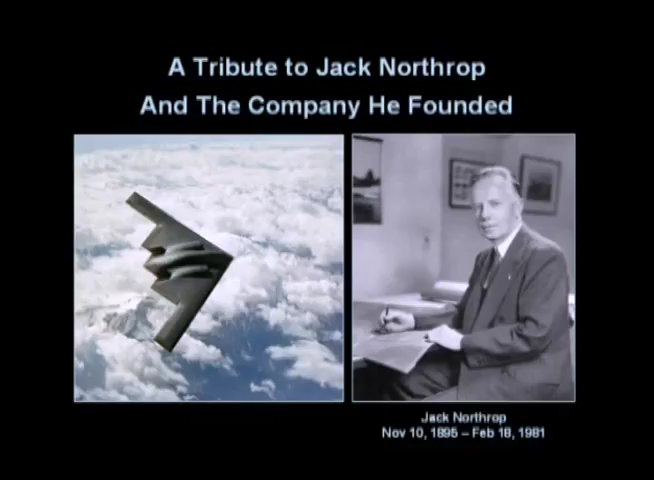 A Tribute to Jack Northrop
And The Company He Founded
Jack Northrop
Nov 10, 1895 – Feb 18, 1981